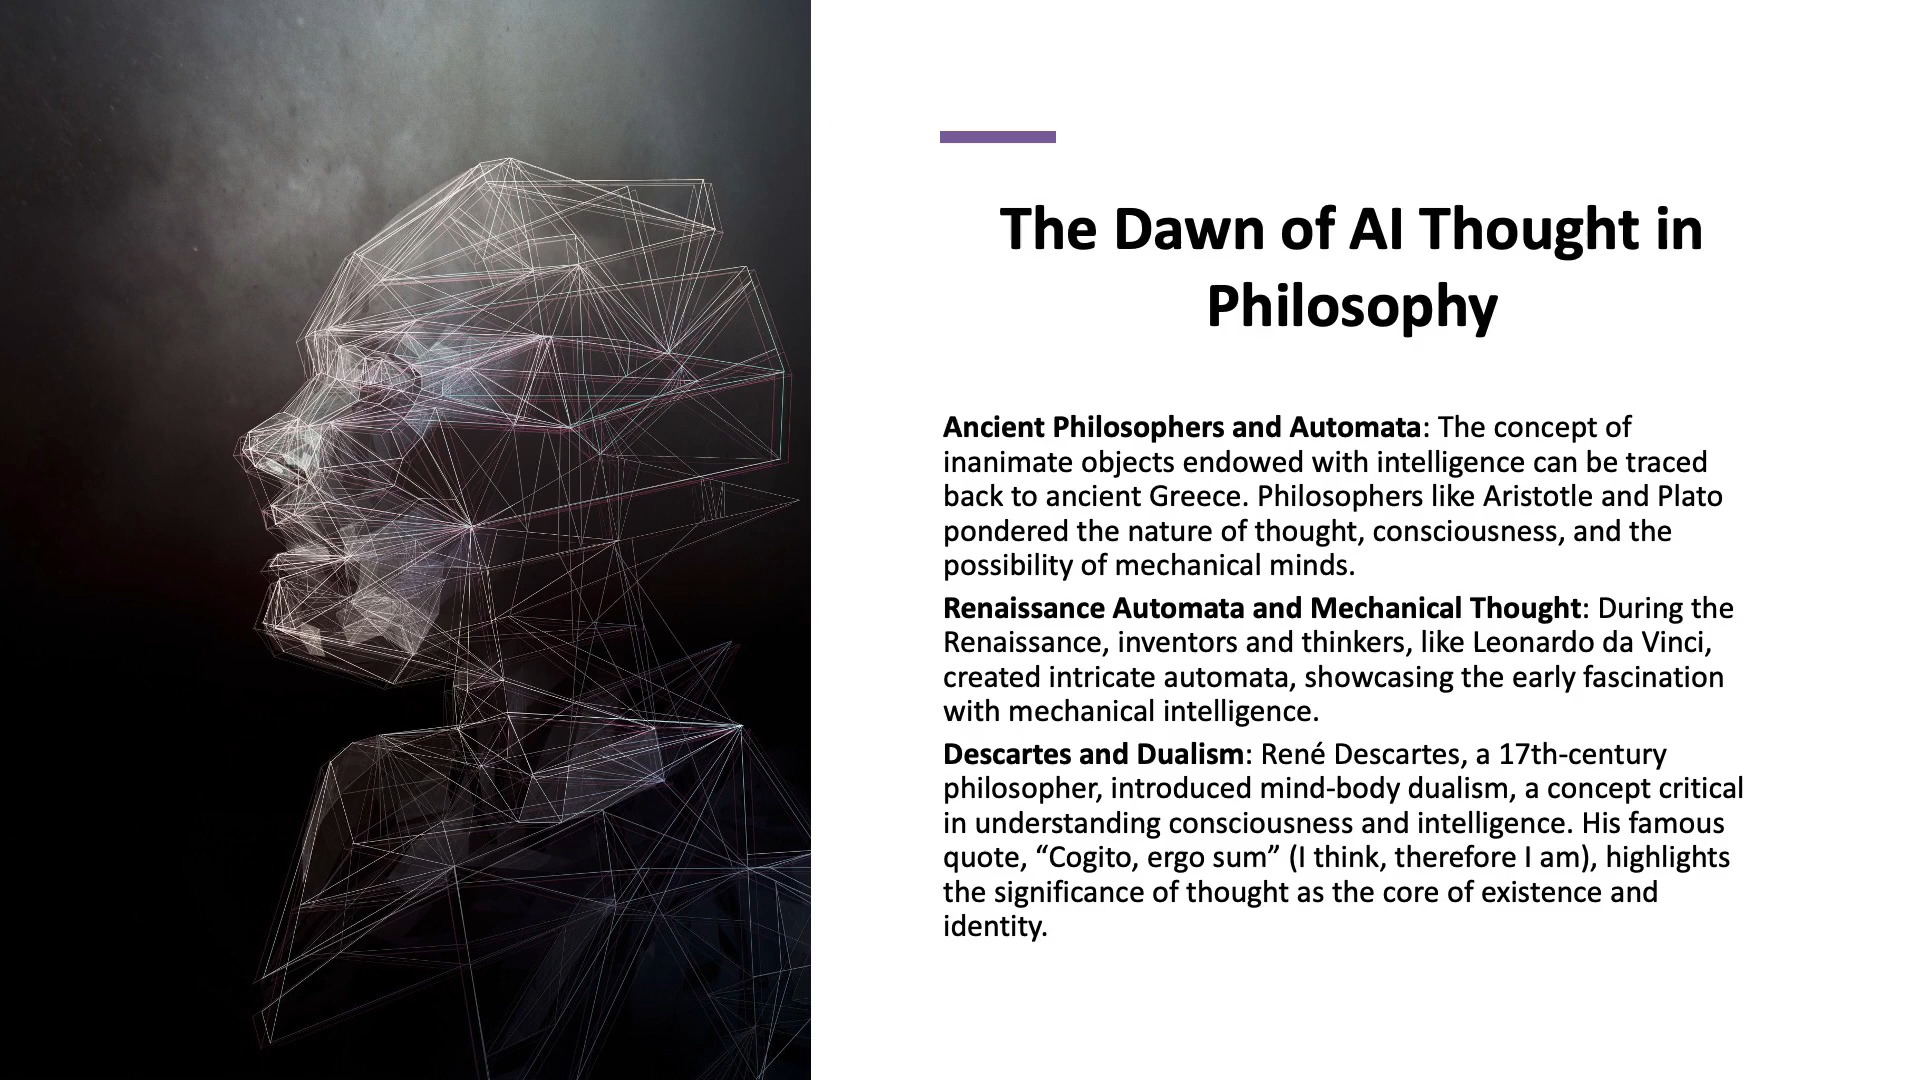 The Dawn of AI Thought in
Philosophy
Ancient Philosophers and Automata: The concept of
inanimate objects endowed with intelligence can be traced
back to ancient Greece. Philosophers like Aristotle and Plato
pondered the nature of thought, consciousness, and the
possibility of mechanical minds.
Renaissance Automata and Mechanical Thought: During the
Renaissance, inventors and thinkers, like Leonardo da Vinci,
created intricate automata, showcasing the early fascination
with mechanical intelligence.
Descartes and Dualism: René Descartes, a 17th-century
philosopher, introduced mind-body dualism, a concept critical
in understanding consciousness and intelligence. His famous
quote, “Cogito, ergo sum” (I think, therefore I am), highlights
the significance of thought as the core of existence and
identity.